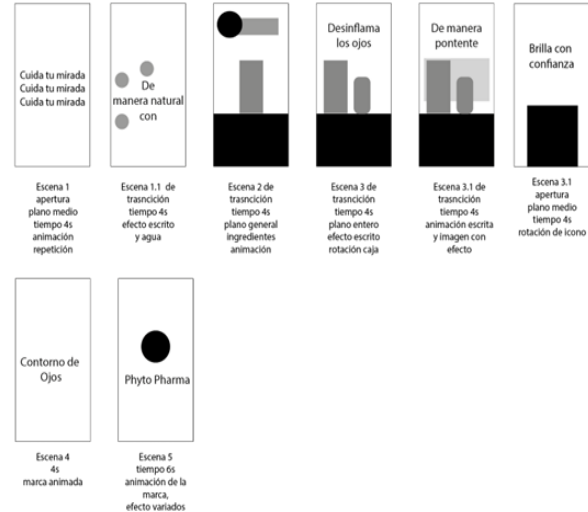 Cuida tu mirada
Cuida tu mirada
Cuida tu mirada
De
manera natural
con
Desinflama
los ojos
De manera
pontente
Brilla con
confianza
Escena 1
apertura
plano medio
tiempo 4s
animación
repetición
Escena 1.1 de
trasnción
tiempo 4s
efecto escrito
y agua
Escena 2 de
trasnción
tiempo 4s
plano general
ingredientes
animación
Escena 3 de
trasnción
tiempo 4s
plano entero
efecto escrito
rotación caja
Escena 3.1 de
trasnción
tiempo 4s
animación escrita
y imagen con
efecto
Escena 3.1
apertura
plano medio
tiempo 4s
rotación de icono
Contorno de
Ojos
Phyto Pharma
Escena 4
4s
marca animada
Escena 5
tiempo 6s
animación de la
marca,
efecto variados